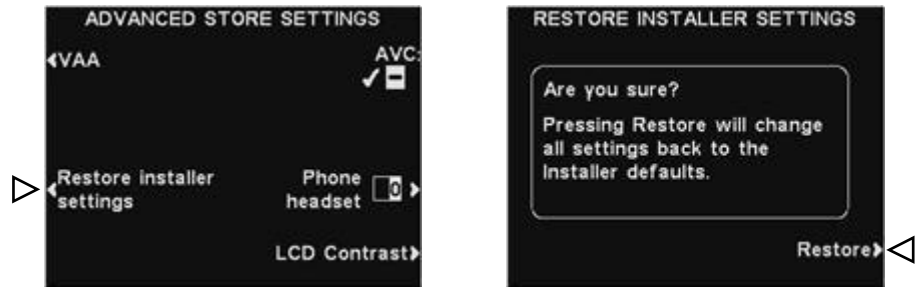 ADVANCED STORE SETTINGS
VAA
AVC:
Restore installer
settings
Phone
headset 0
LCD Contrast
RESTORE INSTALLER SETTINGS
Are you sure?
Pressing Restore will change
all settings back to the
Installer defaults.
Restore